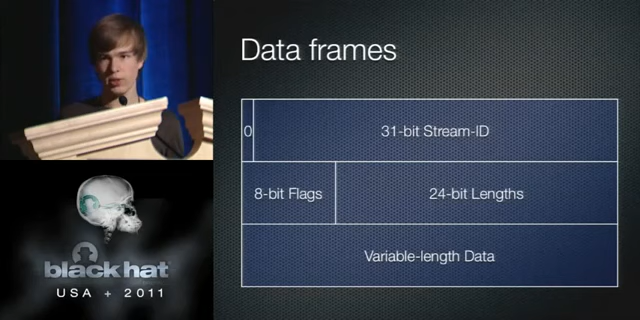 Data frames
0
31-bit Stream-ID
8-bit Flags
24-bit Lengths
Variable-length Data
black hat
USA + 2011